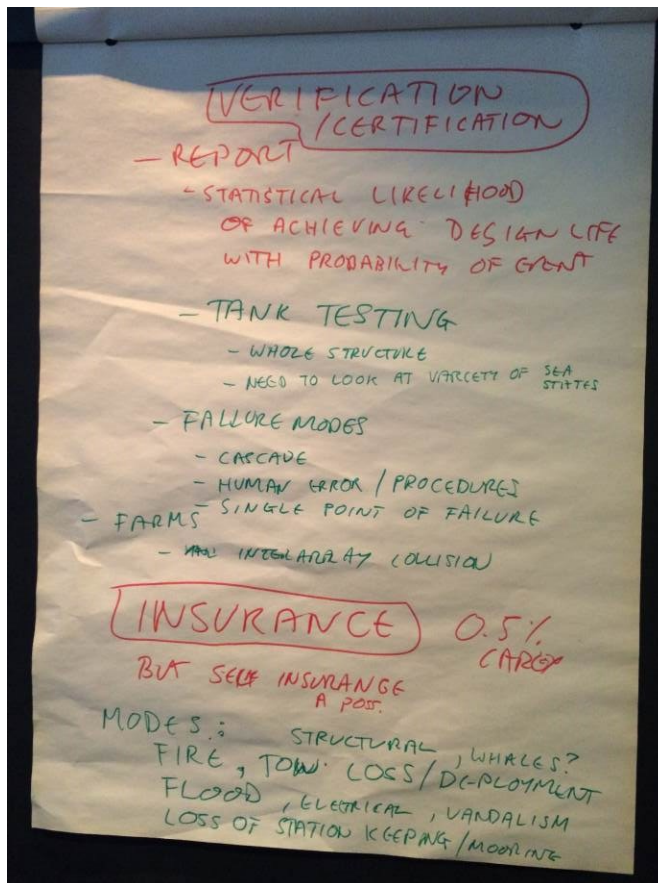 VERIFICATION
/CERTIFICATION
- REPORT
- STATISTICAL LIKELIHOOD
OF ACHIEVING DESIGN LIFE
WITH PROBABILITY OF EVENT
- TANK TESTING
- WHOLE STRUCTURE
- NEED TO LOOK AT VARIETY OF SEA
STATES
- FAILURE MODES
- CASCADE
- HUMAN ERROR / PROCEDURES
- SINGLE POINT OF FAILURE
- FARMS
- INTERARRAY COLLISION
INSURANCE 0.5%
CAPEX
BUT SELF INSURANCE
A POS.
MODES:
STRUCTURAL, WHALES?
FIRE, TOW LOSS/DEPLOYMENT
FLOOD, ELETRICAL, VANDALISM
LOSS OF STATION KEEPING/MOORING